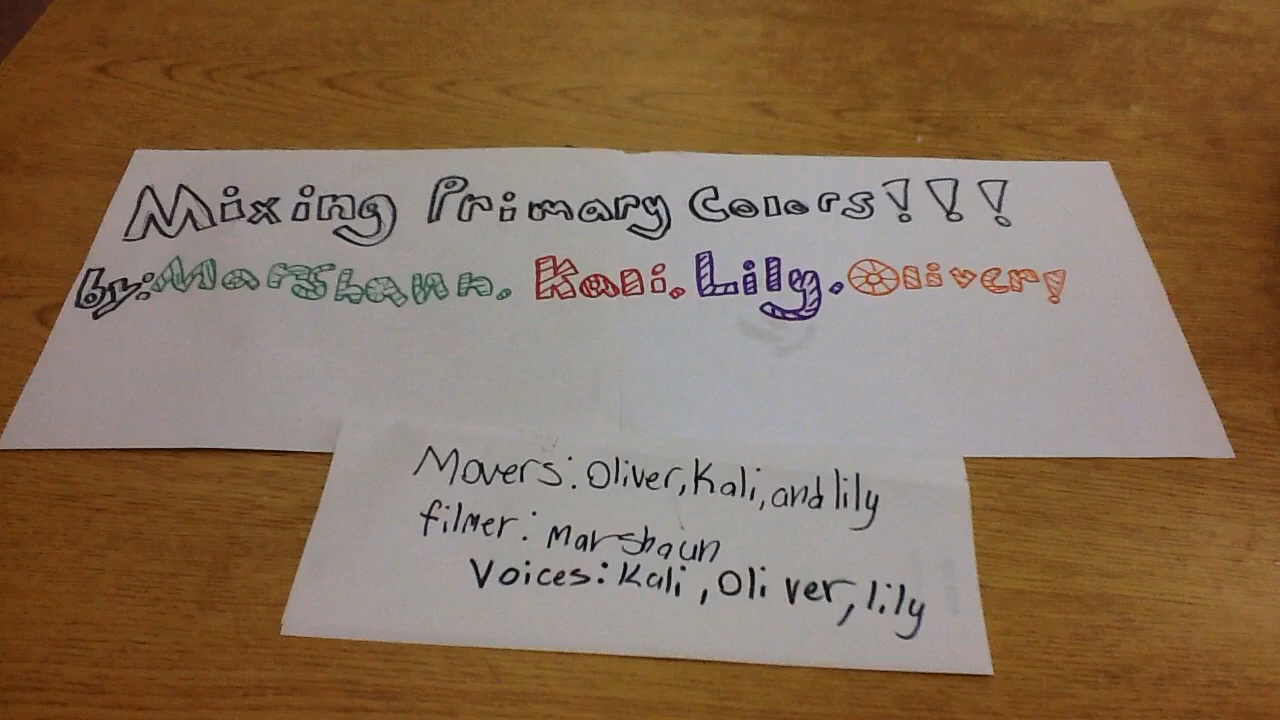 Mixing Primary Colors!!!
by: Marshaun. Kali. Lily. Oliver!
Movers: Oliver, Kali, and lily
filmer: Marshaun
Voices: Kali, Oliver, lily